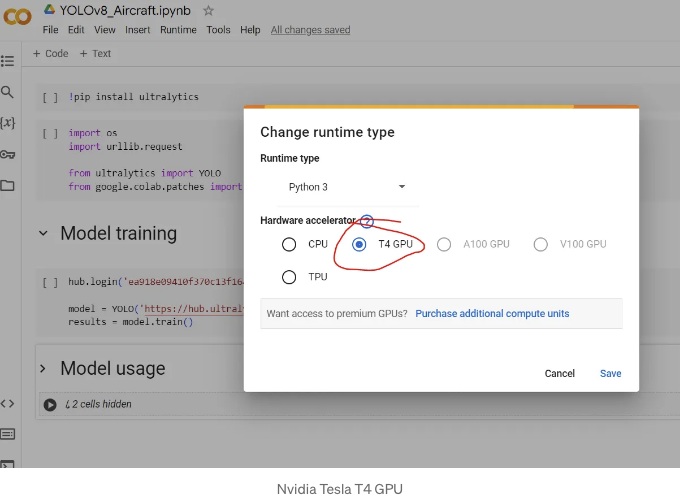 YOLOv8_Aircraft.ipynb
File Edit View Insert Runtime Tools Help All changes saved
+ Code + Text
[ ] !pip install ultralytics
[ ] import os
import urllib.request
from ultralytics import YOLO
from google.colab.patches import
Model training
[ ] hub.login('ea918e09410f370c13f16
model = YOLO('https://hub.ultral
results = model.train()
Model usage
2 cells hidden
Change runtime type
Runtime type
Python 3
Hardware accelerator ?
CPU T4 GPU A100 GPU V100 GPU
TPU
Want access to premium GPUs? Purchase additional compute units
Cancel Save
Nvidia Tesla T4 GPU